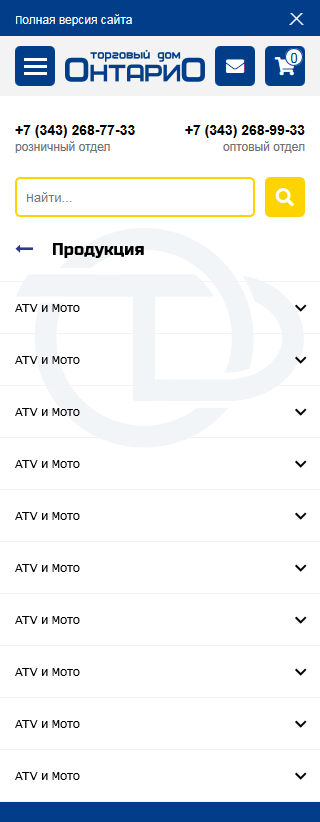 Полная версия сайта
торговый дом
ОнтариО
0
+7 (343) 268-77-33
розничный отдел
+7 (343) 268-99-33
оптовый отдел
Найти...
Продукция
ATV и Мото
ATV и Мото
ATV и Мото
ATV и Мото
ATV и Мото
ATV и Мото
ATV и Мото
ATV и Мото
ATV и Мото
ATV и Мото